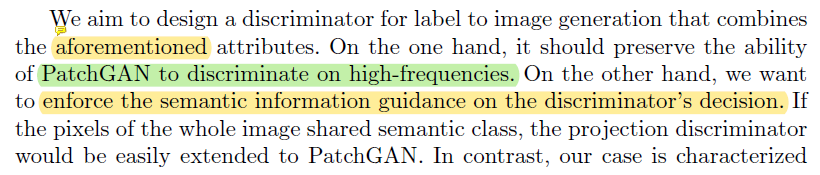 We aim to design a discriminator for label to image generation that combines
the aforementioned attributes. On the one hand, it should preserve the ability
of PatchGAN to discriminate on high-frequencies. On the other hand, we want
to enforce the semantic information guidance on the discriminator's decision. If
the pixels of the whole image shared semantic class, the projection discriminator
would be easily extended to PatchGAN. In contrast, our case is characterized